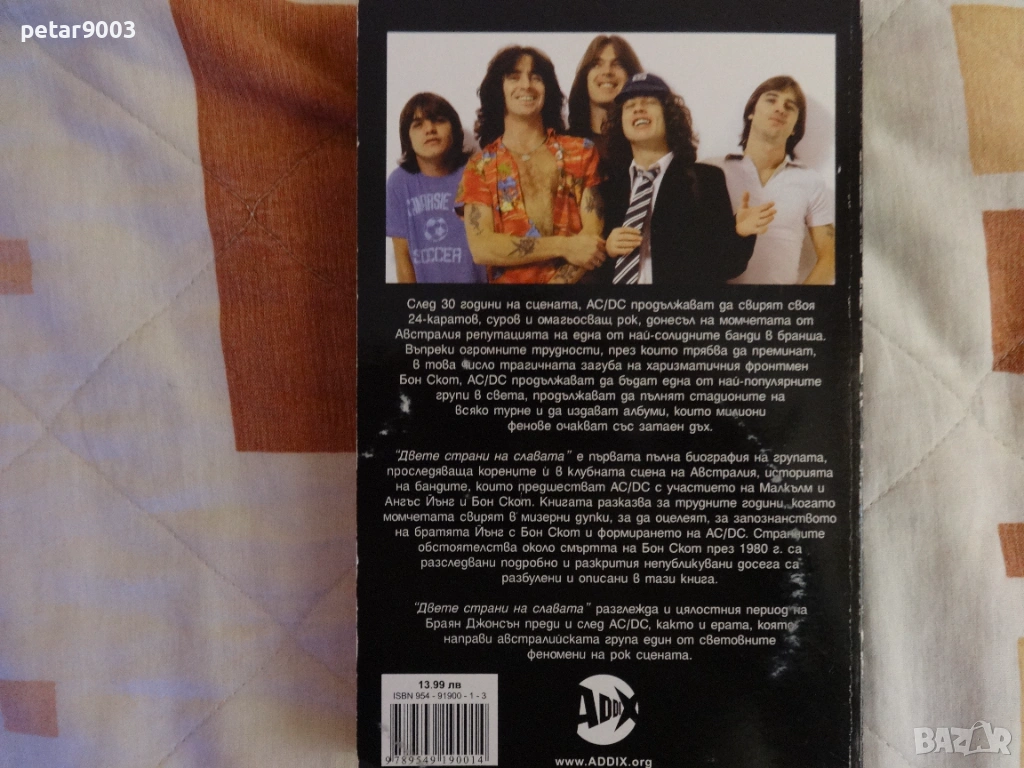 petar9003
CANARSIE
SOCCER
След 30 години на сцената, AC/DC продължават да свирят своя
24-каратов, суров и омагьосващ рок, донесъл на момчетата от
Австралия репутацията на една от най-солидните банди в бранша.
Въпреки огромните трудности, през които трябва да преминат,
в това число трагичната загуба на харизматичния фронтмен
Бон Скот, AC/DC продължават да бъдат една от най-популярните
групи в света, продължават да пълнят стадионите на
всяко турне и да издават албуми, които милиони
фенове очакват със затаен дъх.
"Двете страни на славата" е първата пълна биография на групата,
проследяваща корените ѝ в клубната сцена на Австралия, историята
на бандите, които предшестват AC/DC с участието на Малкълм и
Ангъс Йънг и Бон Скот. Книгата разказва за трудните години, когато
момчетата свирят в мизерни дупки, за да оцелеят, за запознанството
на братята Йънг с Бон Скот и формирането на AC/DC. Странните
обстоятелства около смъртта на Бон Скот през 1980 г. са
разследвани подробно и разкрития непубликувани досега са
разбулени и описани в тази книга.
"Двете страни на славата" разглежда и цялостния период на
Браян Джонсън преди и след AC/DC, както и ерата, която
направи австралийската група един от световните
феномени на рок сцената.
13.99 лв
ISBN 954 - 91900 - 1 - 3
9789549190014
ADDIX
www.ADDIX.org
BAZAR